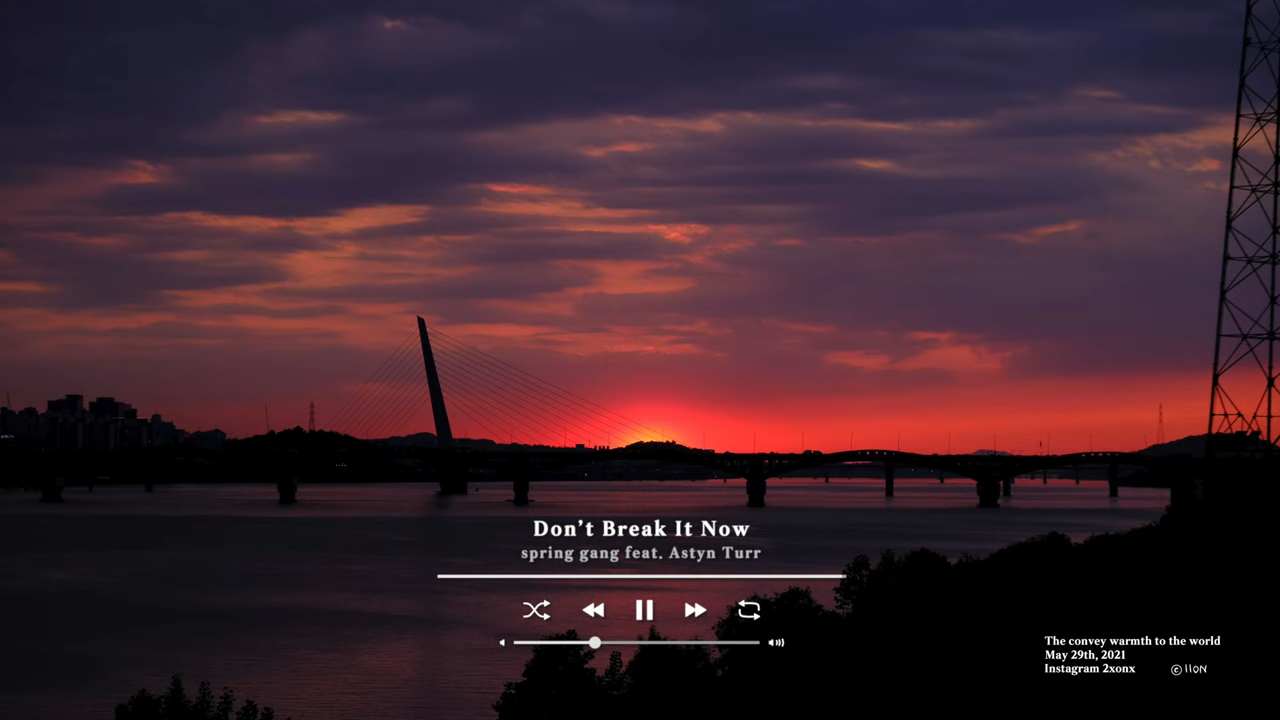 Don't Break It Now
spring gang feat. Astyn Turr
The convey warmth to the world
May 29th, 2021
Instagram 2xonx
© llON